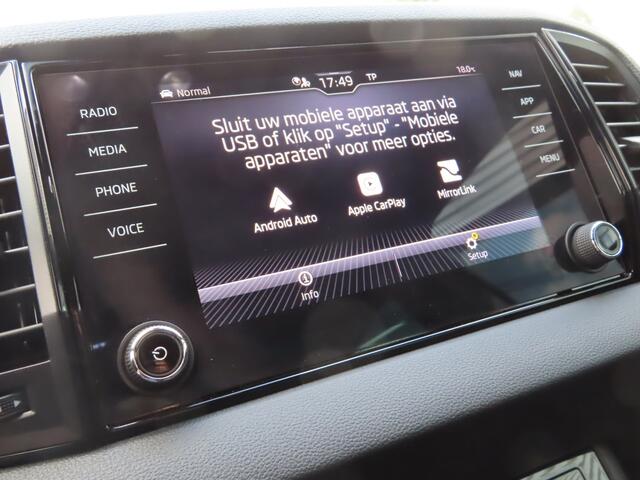 Normal
17:49
TP
18.0°C
RADIO
MEDIA
PHONE
VOICE
NAV
APP
CAR
MENU
Sluit uw mobiele apparaat aan via
USB of klik op "Setup" - "Mobiele
apparaten" voor meer opties.
Android Auto
Apple CarPlay
MirrorLink
Info
Setup